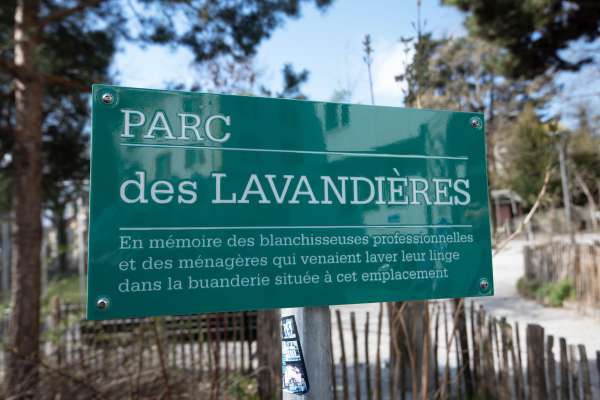 PARC
des LAVANDIÈRES
En mémoire des blanchisseuses professionnelles
et des ménagères qui venaient laver leur linge
dans la buanderie située à cet emplacement